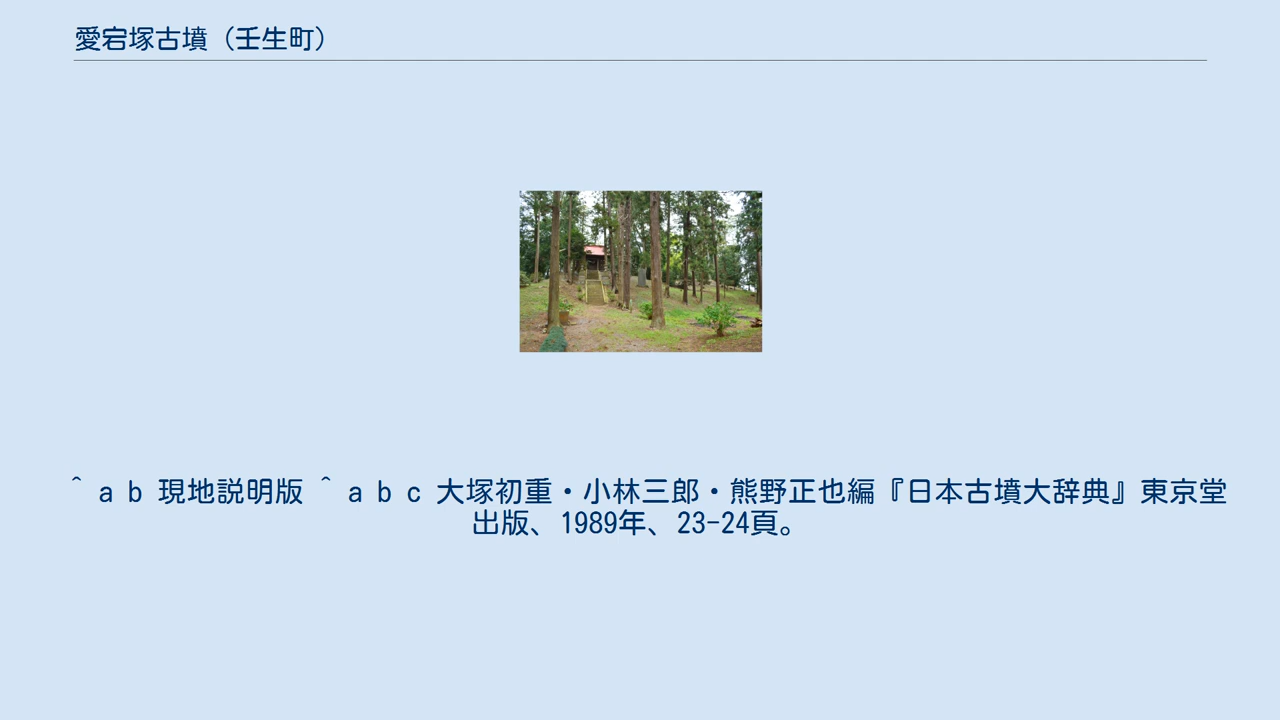 愛宕塚古墳（壬生町）
^ a b 現地説明版 ^ a b c 大塚初重・小林三郎・熊野正也編『日本古墳大辞典』東京堂
出版、1989年、23-24頁。